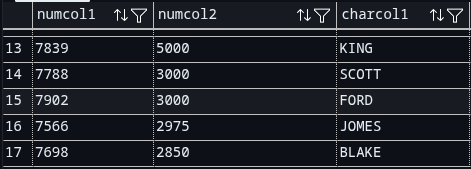 numcol1 numcol2 charcol1
13 7839 5000 KING
14 7788 3000 SCOTT
15 7902 3000 FORD
16 7566 2975 JOMES
17 7698 2850 BLAKE